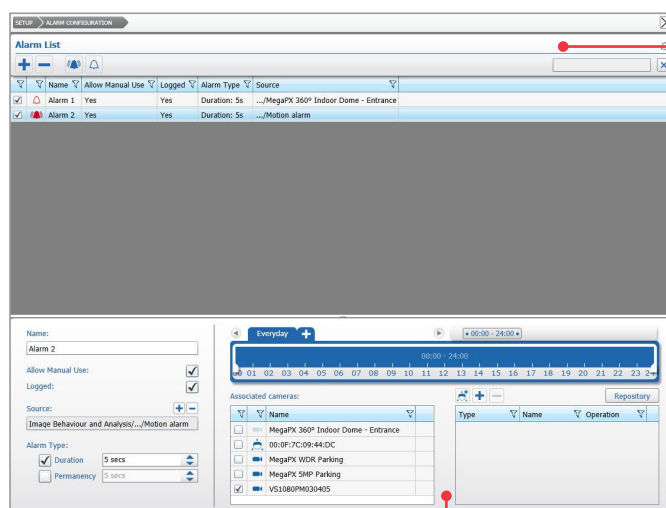 SETUP ALARM CONFIGURATION
Alarm List
Name Allow Manual Use Logged Alarm Type Source
Alarm 1 Yes Yes Duration: 5s .../MegaPX 360º Indoor Dome - Entrance
Alarm 2 Yes Yes Duration: 5s .../Motion alarm
Name:
Alarm 2
Allow Manual Use:
Logged:
Source:
Image Behaviour and Analysis/.../Motion alarm
Alarm Type:
Duration 5 secs
Permanency 5 secs
Everyday
00:00 - 24:00
00:00 - 24:00
01 02 03 04 05 06 07 08 09 10 11 12 13 14 15 16 17 18 19 20 21 22 23
Associated cameras:
Name
MegaPX 360º Indoor Dome - Entrance
00:0F:7C:09:44:DC
MegaPX WDR Parking
MegaPX 5MP Parking
VS1080PM030405
Repository
Type Name Operation